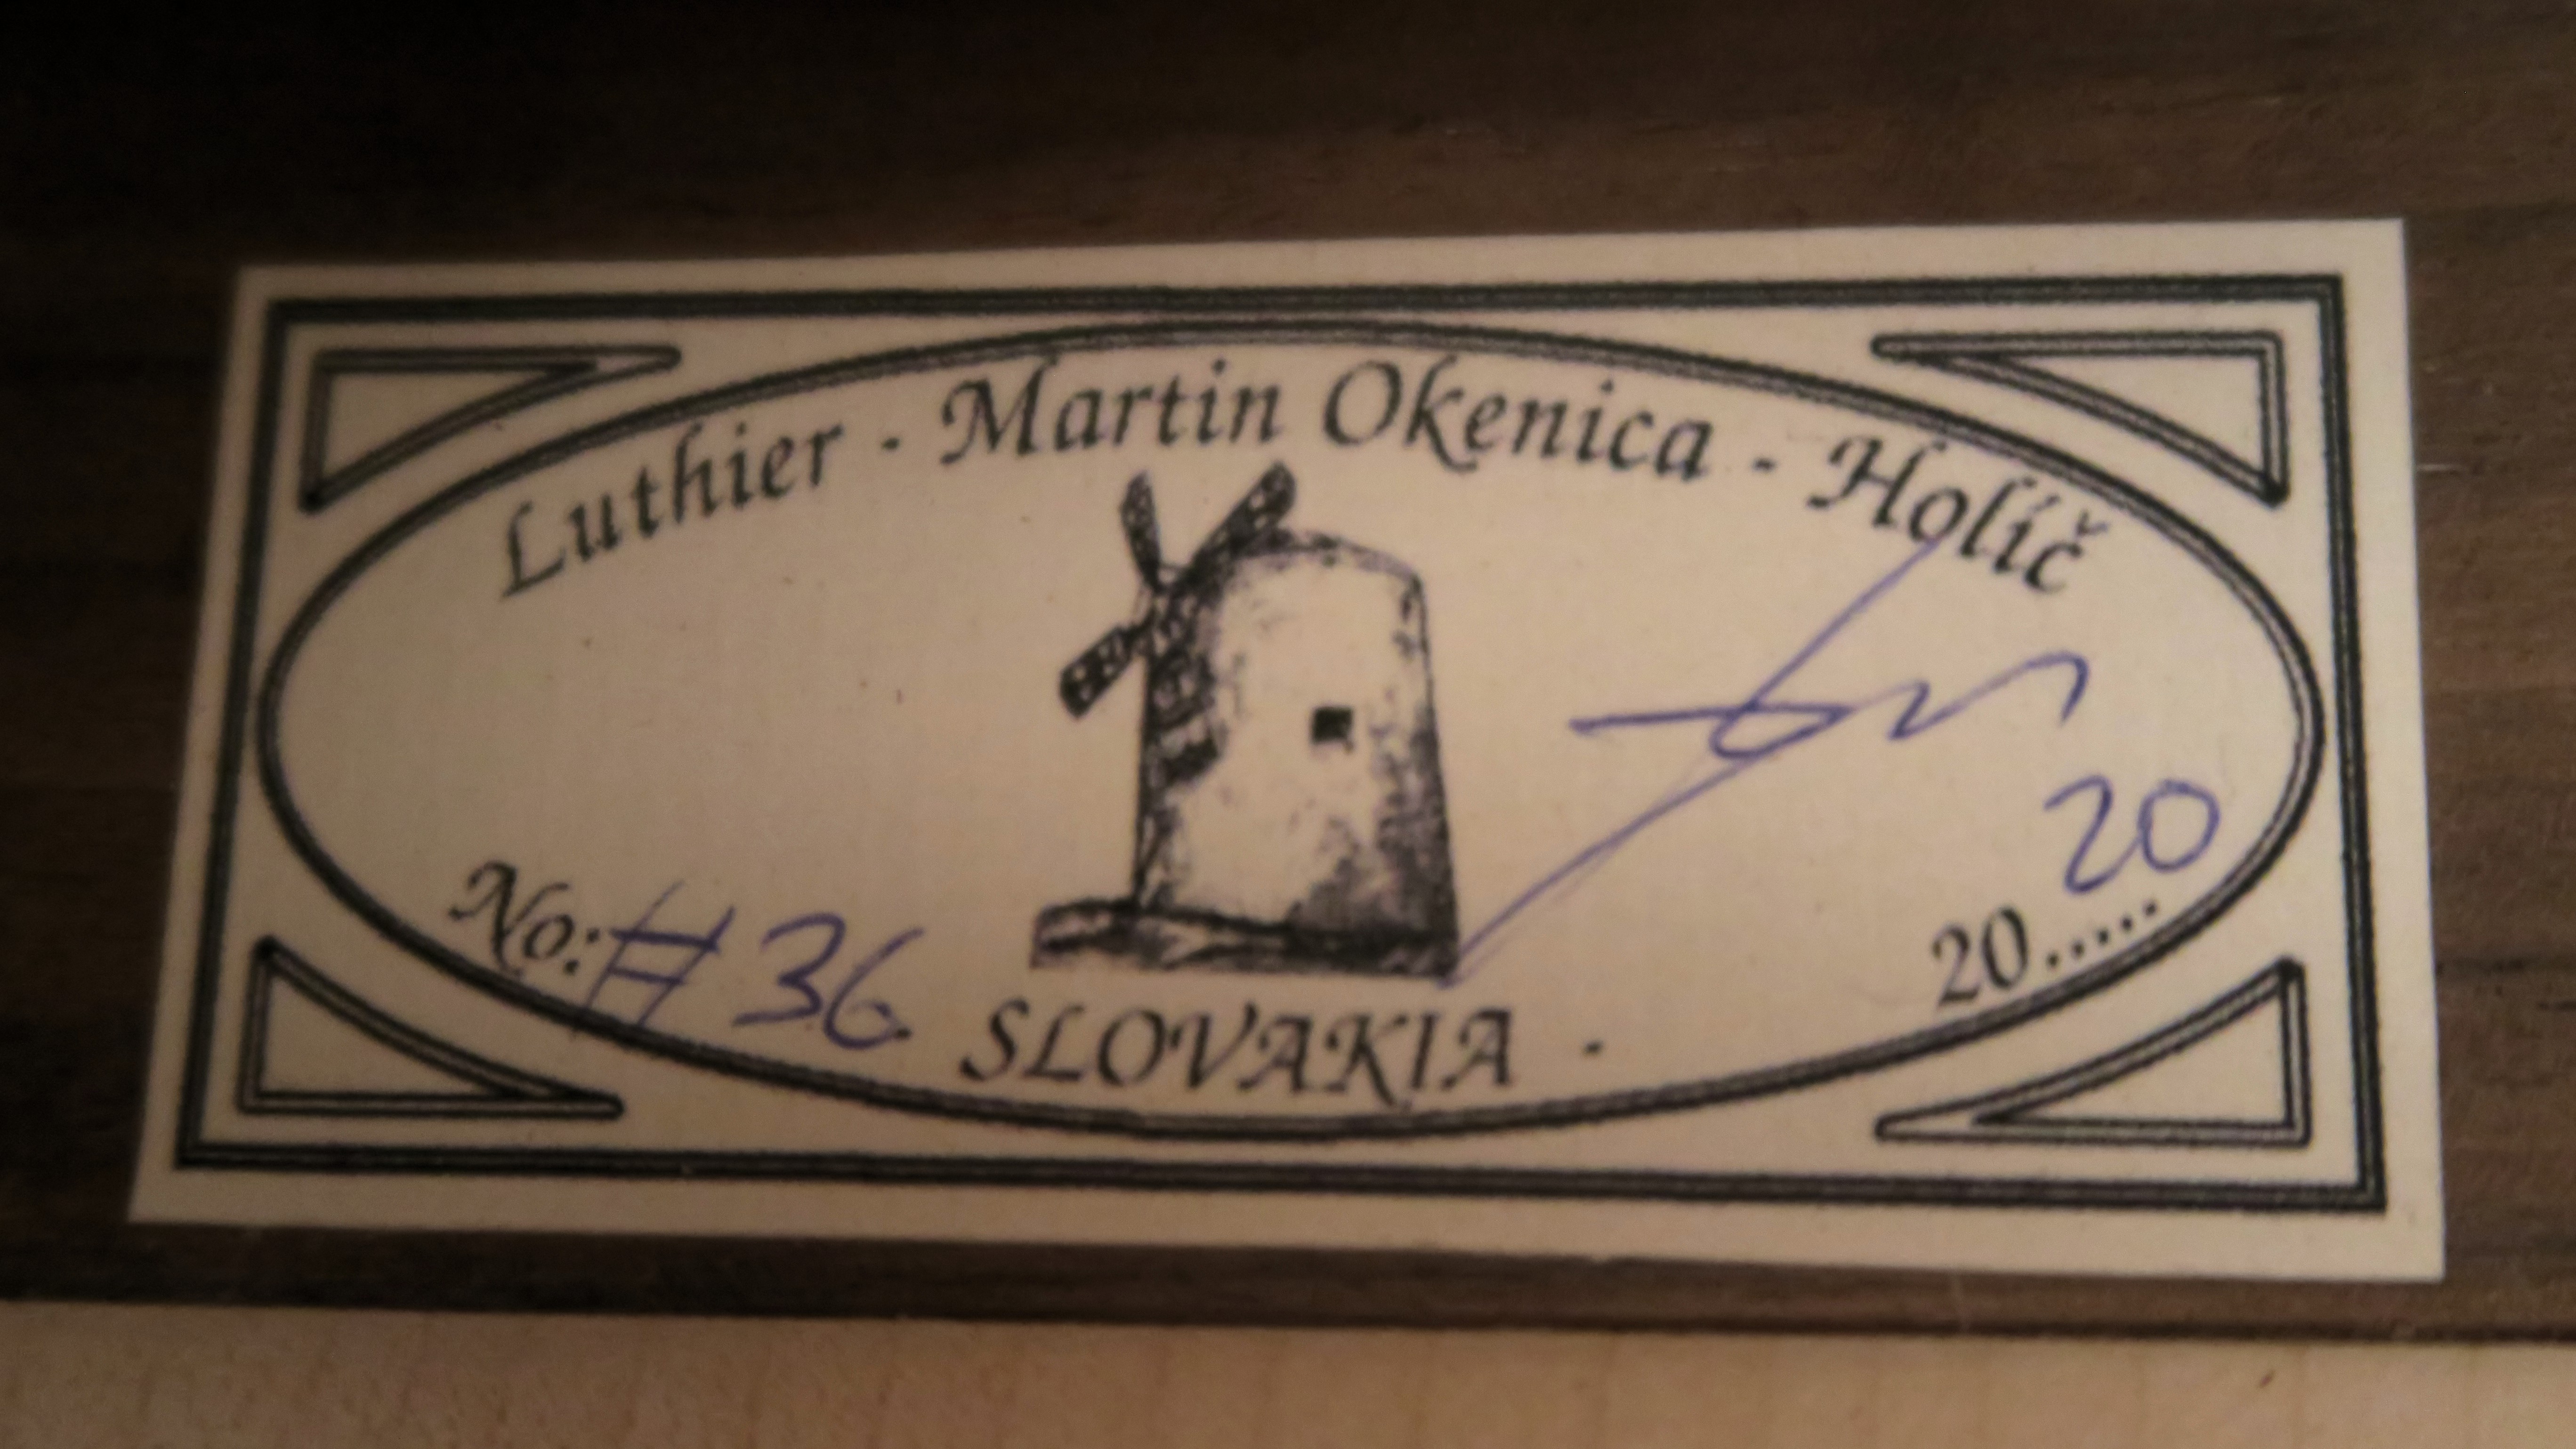 Luthier - Martin Okenica - Holíč
No: #36
20.....20
SLOVAKIA -